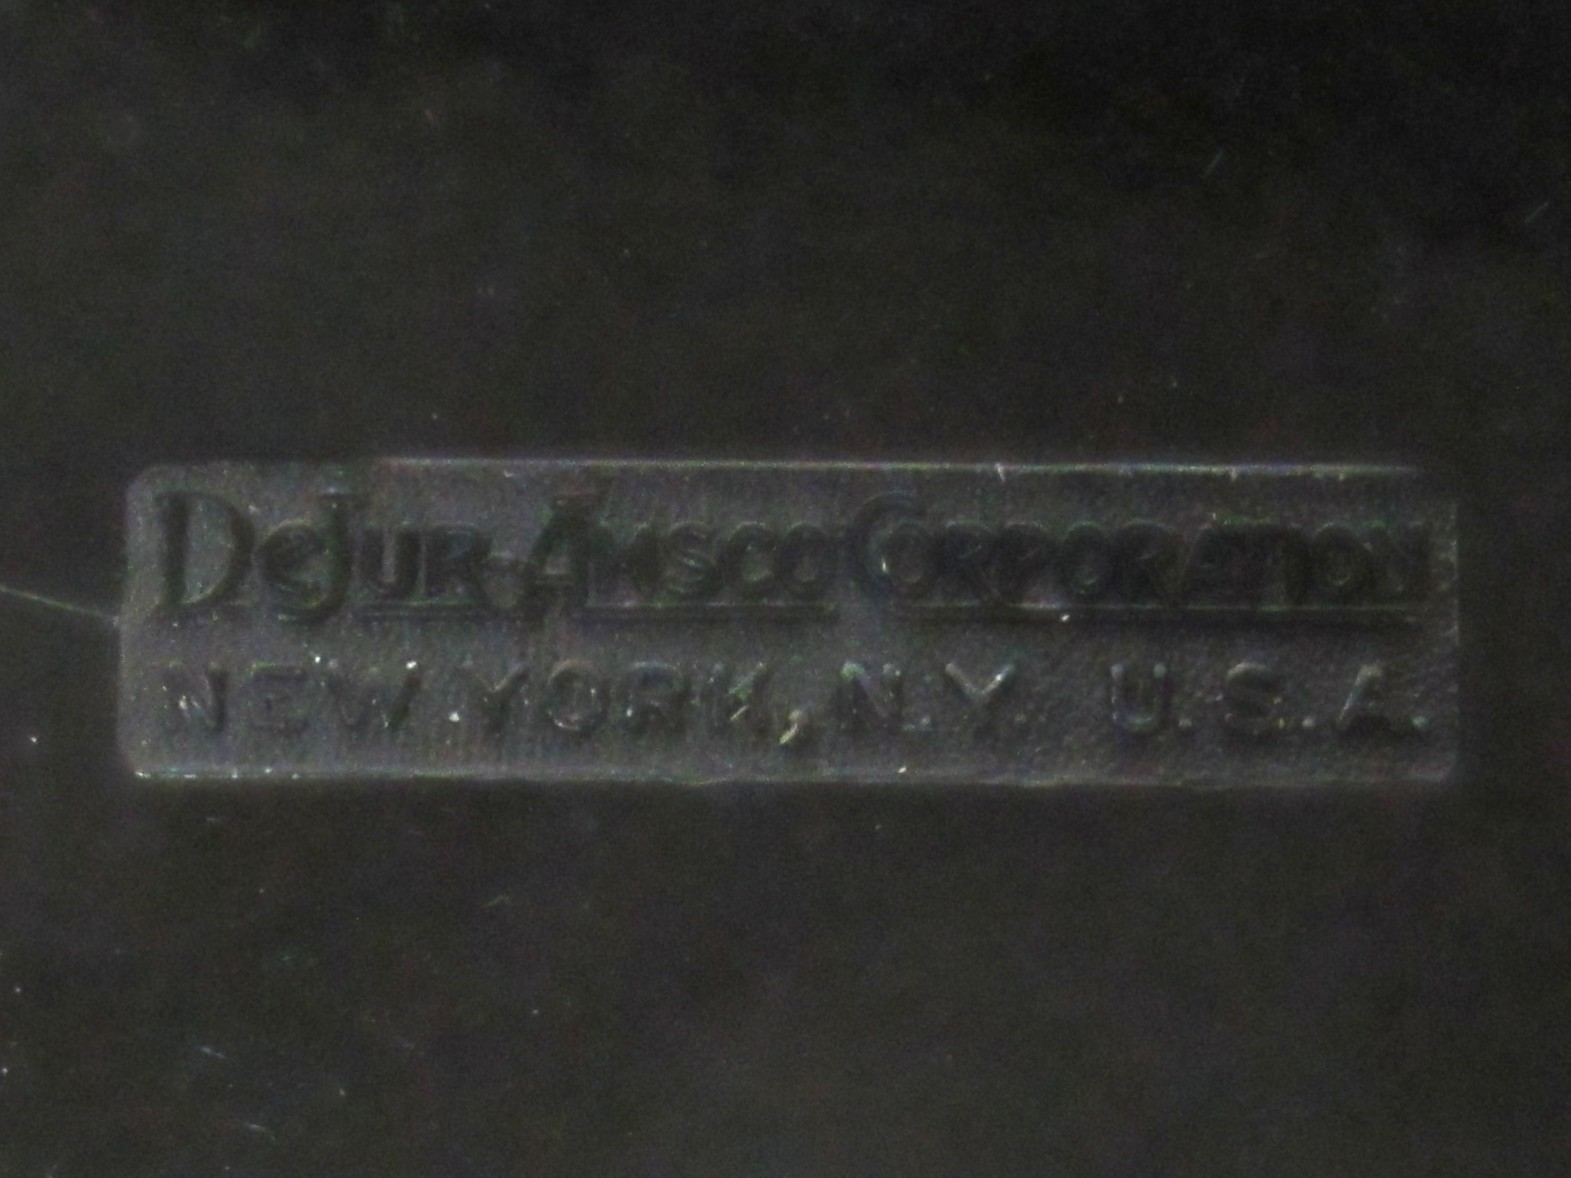 DeJUR-AMSCO CORPORATION
NEW YORK, N.Y. U.S.A.